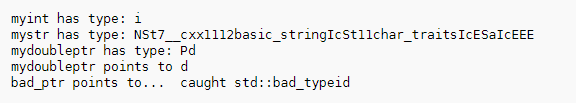 myint has type: i
mystr has type: NSt7__cxx1112basic_stringIcSt11char_traitsIcESaIcEEE
mydoubleptr has type: Pd
mydoubleptr points to d
bad_ptr points to...  caught std::bad_typeid